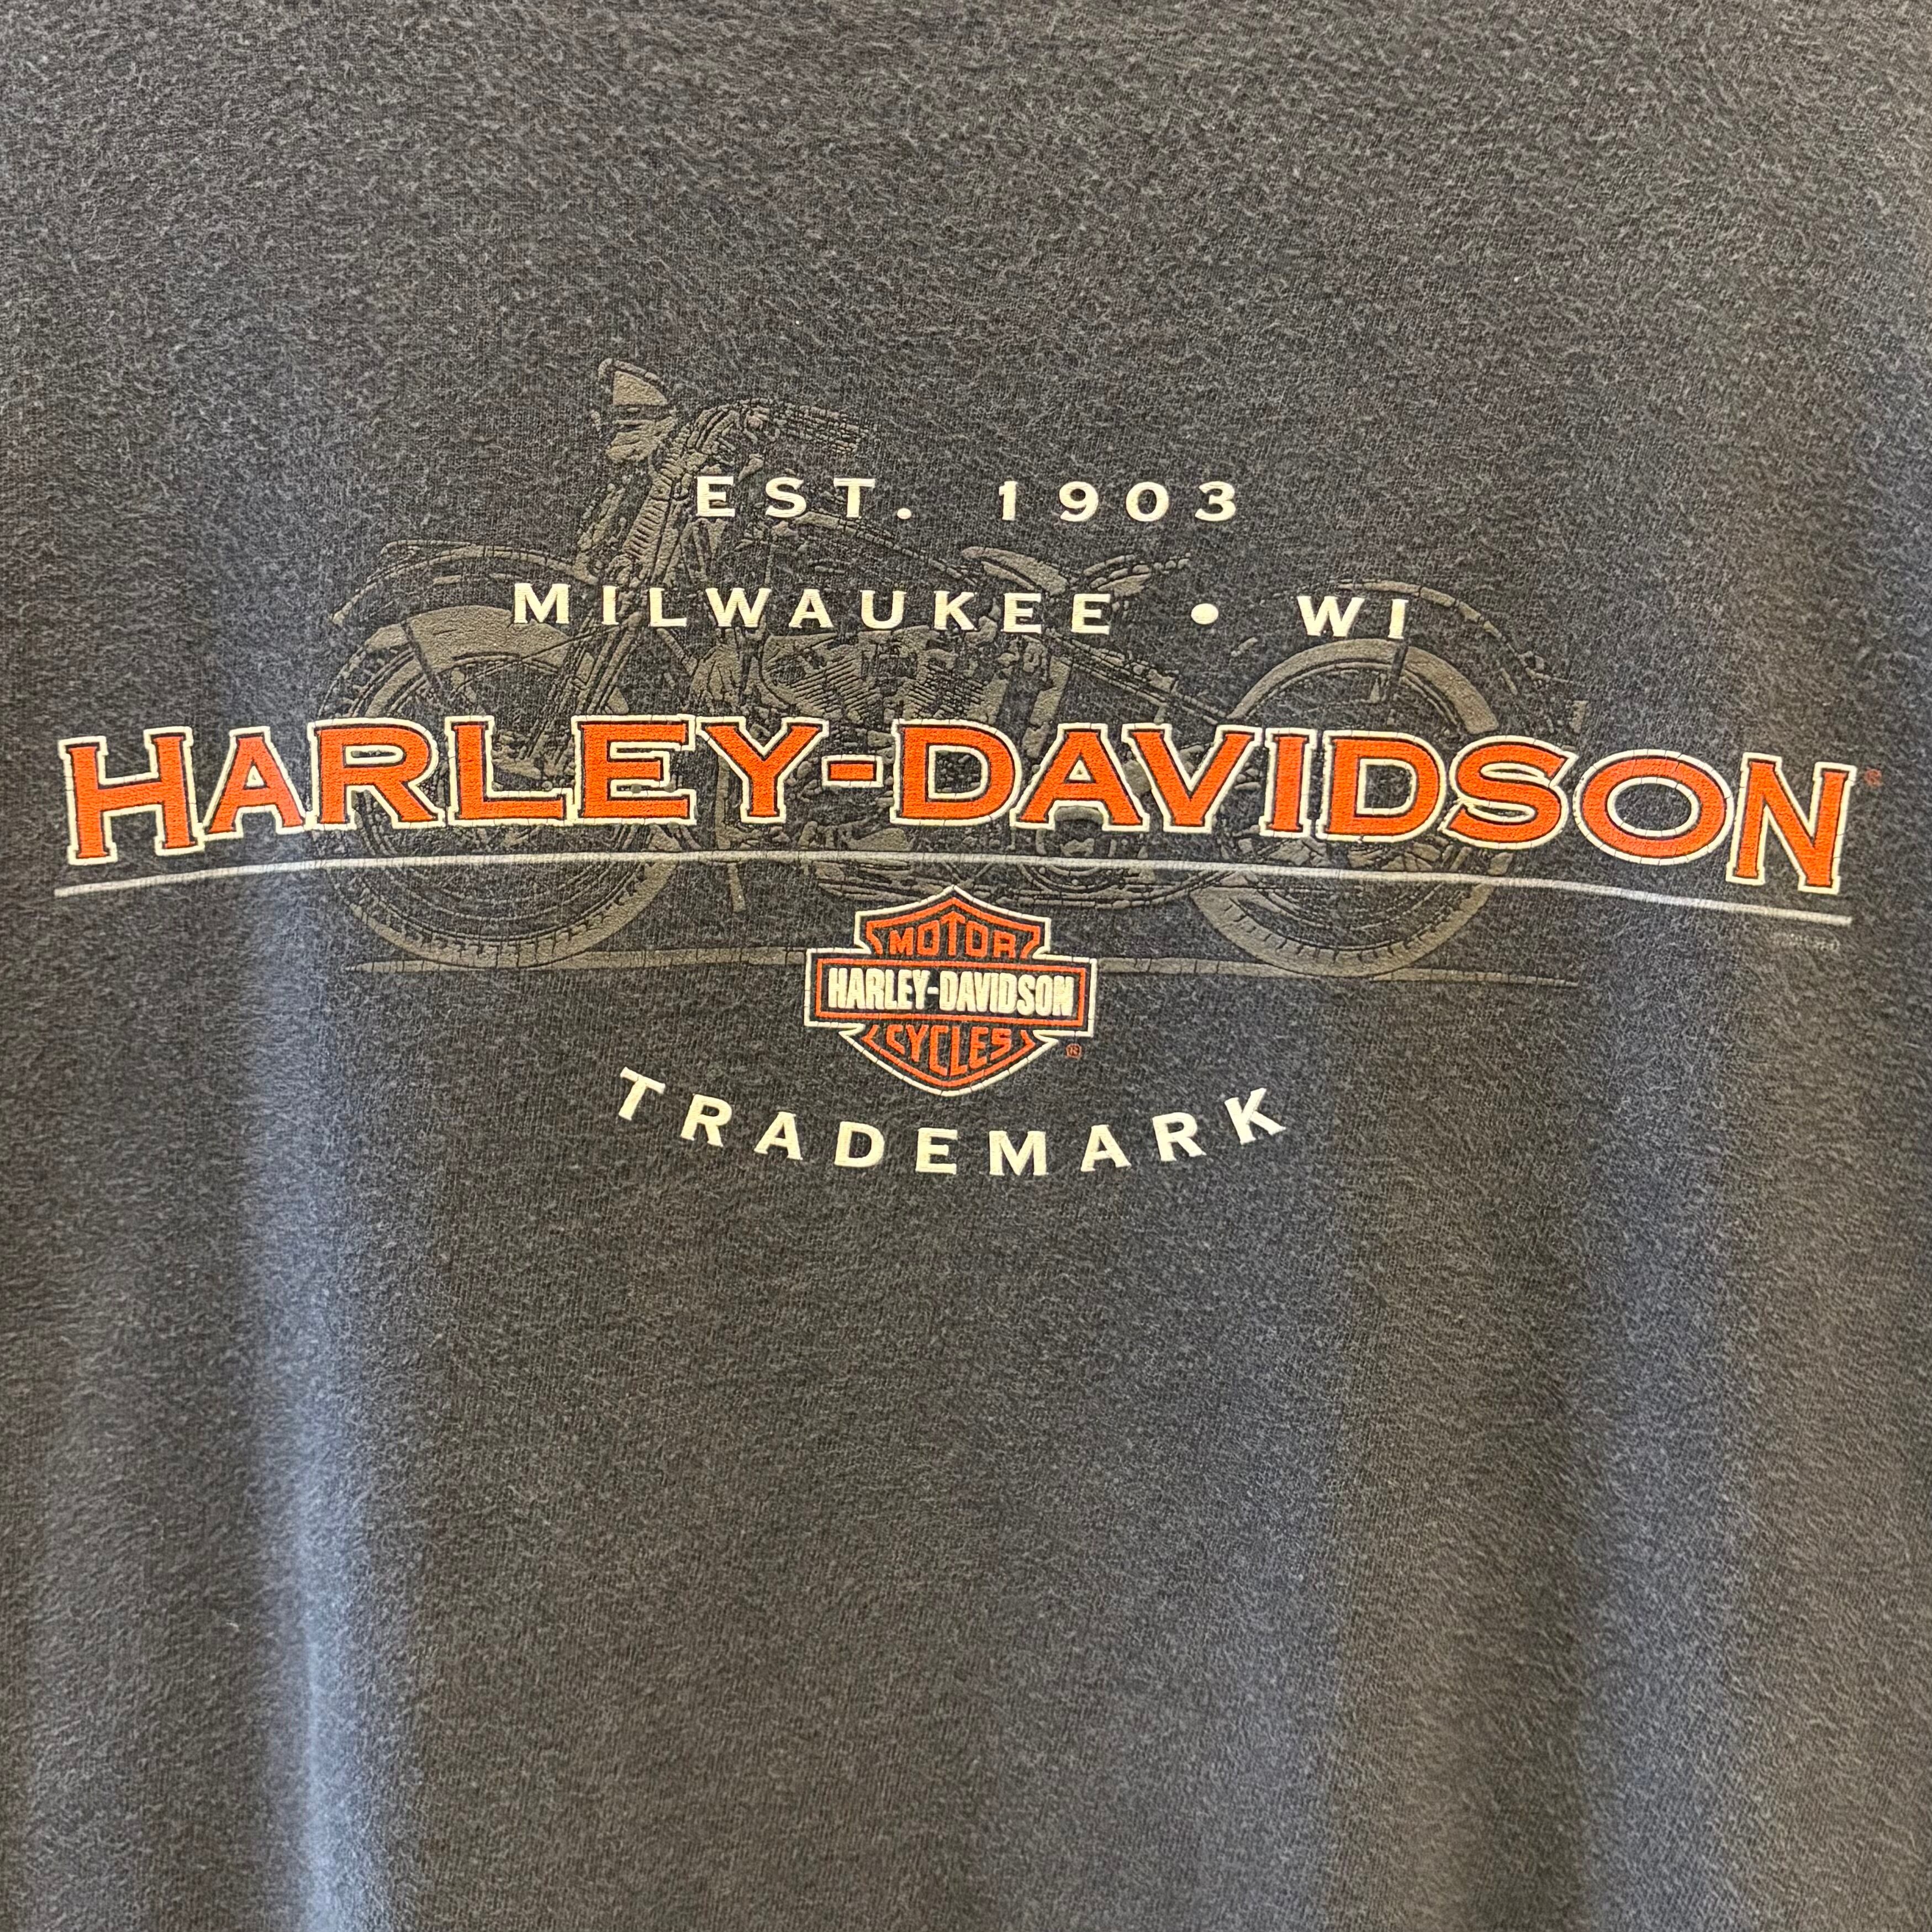 EST. 1903
MILWAUKEE • WI
HARLEY-DAVIDSON®
MOTOR
HARLEY-DAVIDSON
CYCLES
®
TRADEMARK